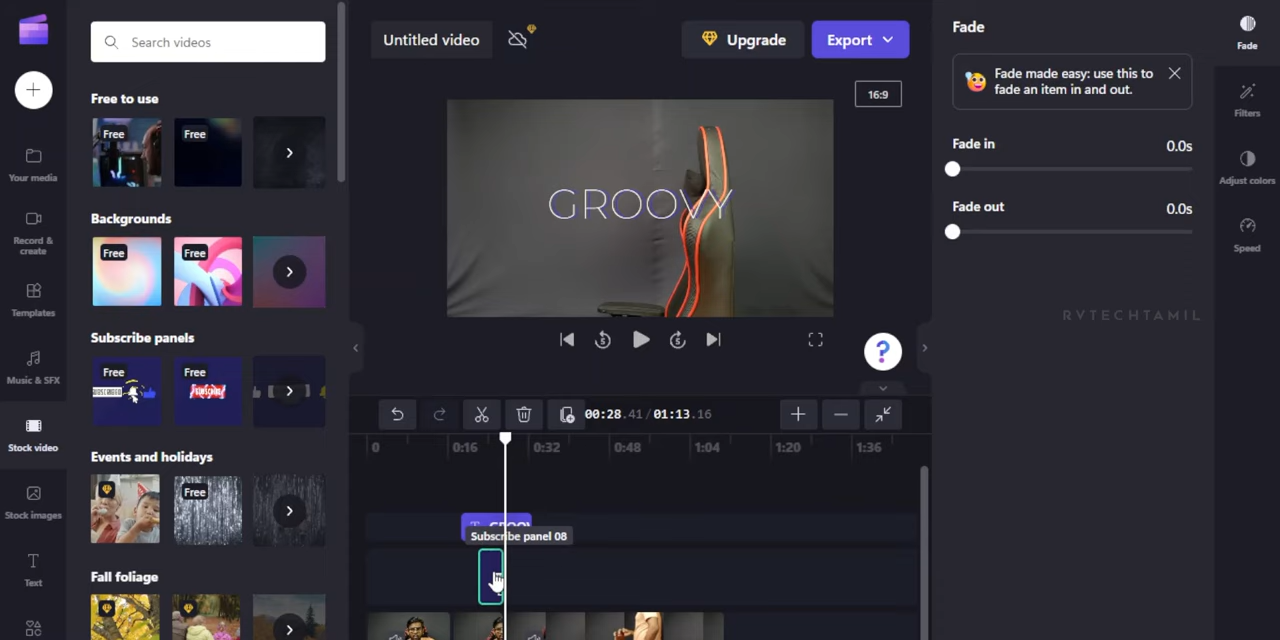 Search videos
Free to use
Free
Free
Backgrounds
Free
Free
Subscribe panels
Free
Free
SUBSCRIBE
Events and holidays
Free
Fall foliage
Your media
Record &
create
Templates
Music & SFX
Stock video
Stock images
Text
Untitled video
Upgrade
Export
16:9
GROOVY
5
5
?
00:28.41/01:13.16
0
0:16
0:32
0:48
1:04
1:20
1:36
T GROOV
Subscribe panel 08
Fade
Fade made easy: use this to
fade an item in and out.
Fade in
0.0s
Fade out
0.0s
RVTECHTAMIL
Fade
Filters
Adjust colors
Speed